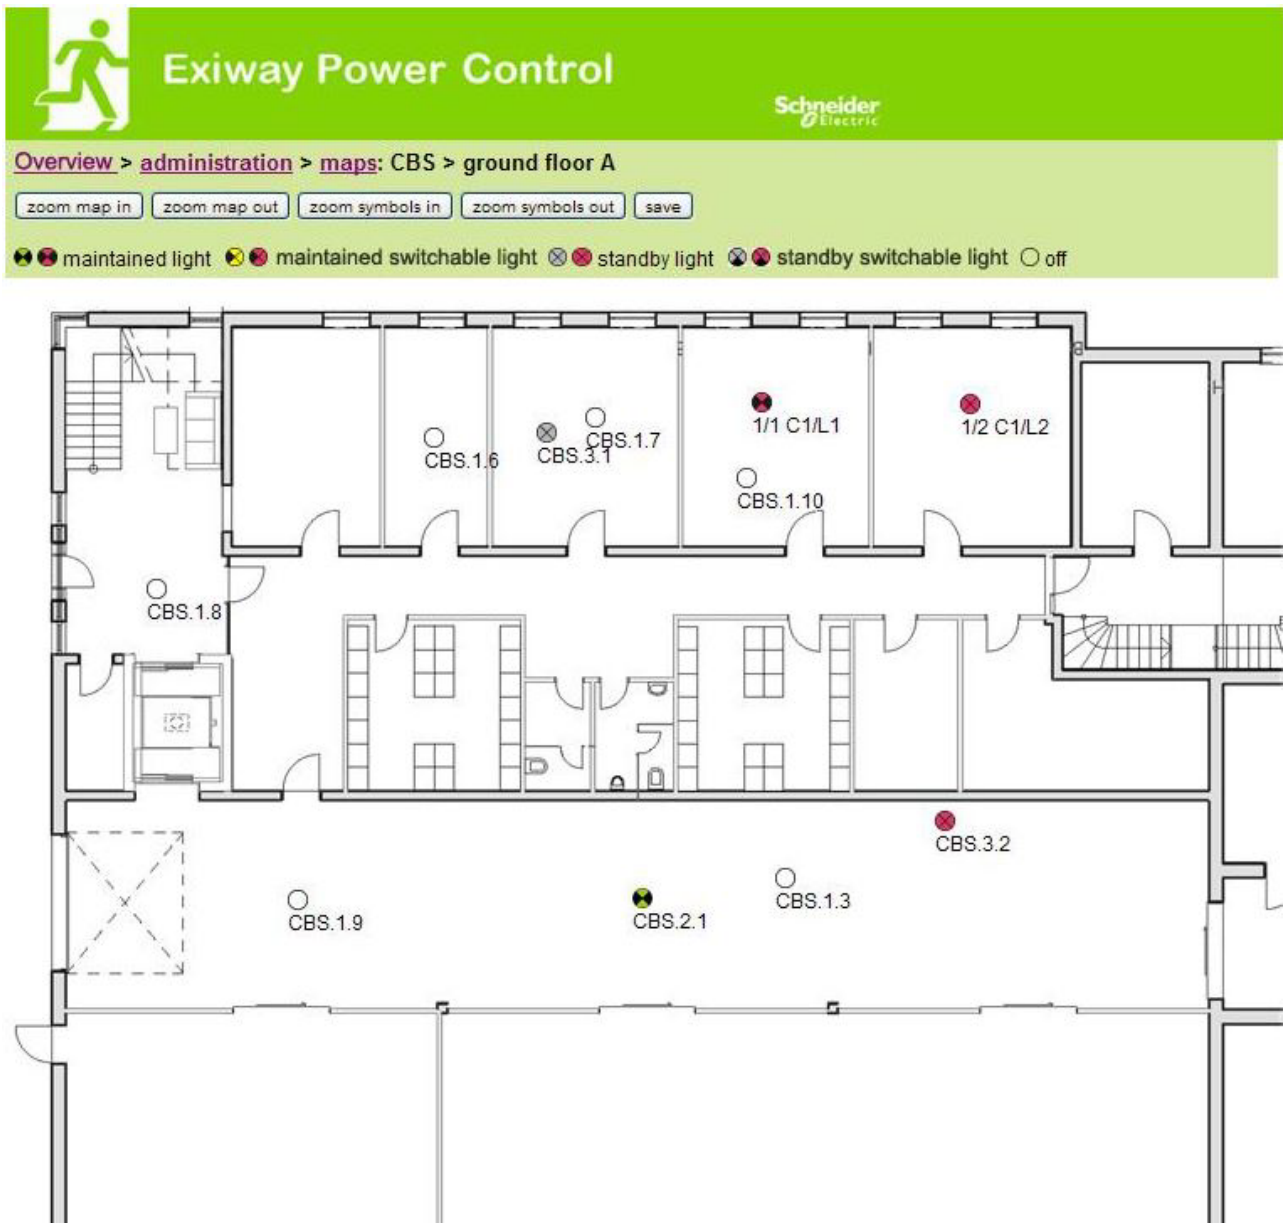 Exiway Power Control
Schneider
Electric
Overview > administration > maps: CBS > ground floor A
zoom map in zoom map out zoom symbols in zoom symbols out save
maintained light maintained switchable light standby light standby switchable light off
1/1 C1/L1
1/2 C1/L2
CBS.1.7
CBS.3.1
CBS.1.6
CBS.1.10
CBS.1.8
CBS.3.2
CBS.1.3
CBS.2.1
CBS.1.9